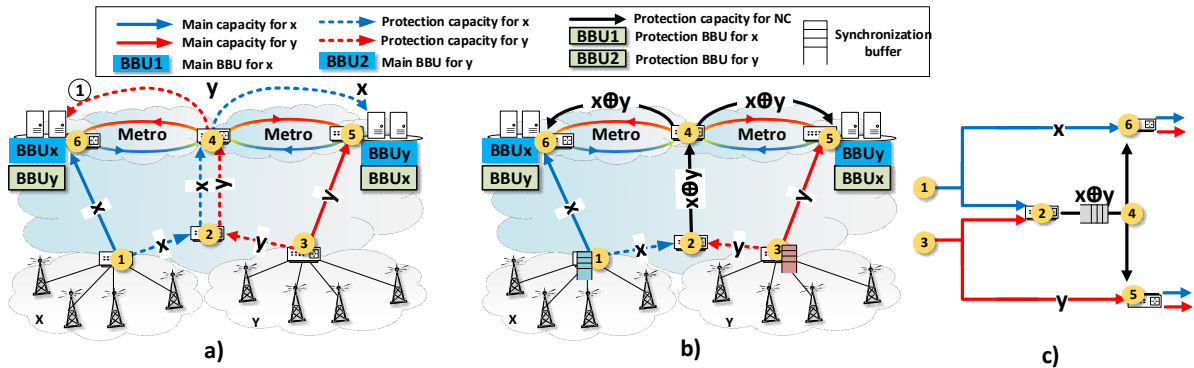 Main capacity for x
Protection capacity for x
Protection capacity for NC
Main capacity for y
Protection capacity for y
BBU1 Protection BBU for x
Synchronization buffer
BBU1 Main BBU for x
BBU2 Main BBU for y
BBU2 Protection BBU for y
1 y x
x⊕y x⊕y
6 Metro 4 Metro 5
BBUx BBUy
BBUy BBUx
x x y y
x 2 y
1 3
X Y
a)
6 Metro 4 Metro 5
BBUx BBUy
BBUy BBUx
x x⊕y y
x 2 y
1 3
X Y
b)
x 6
1
2 x⊕y 4
3
y 5
c)